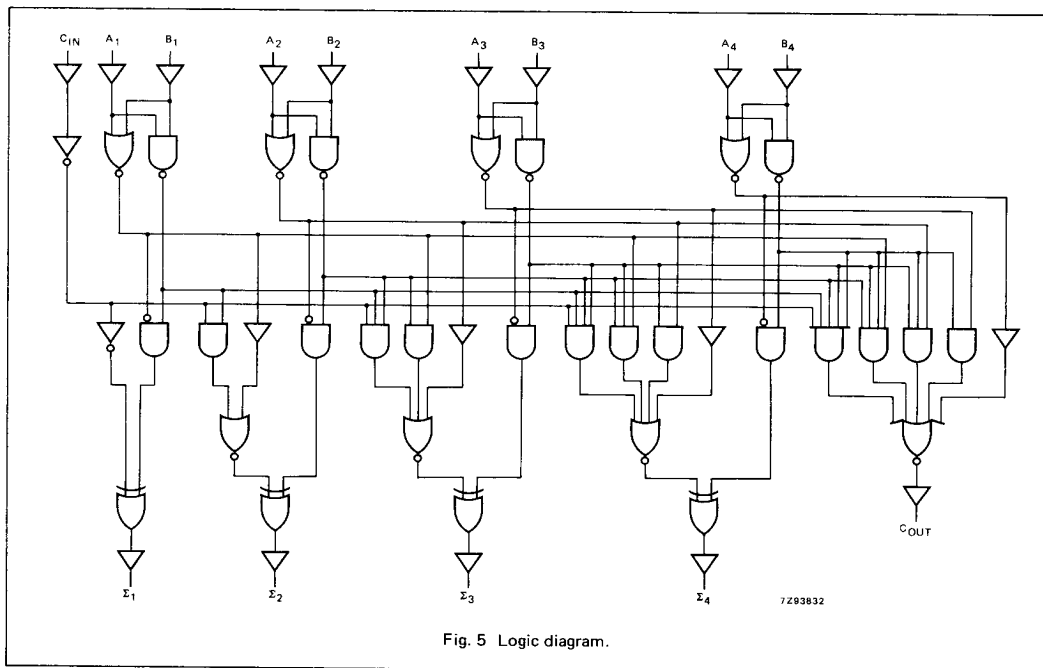 C_IN A_1 B_1 A_2 B_2 A_3 B_3 A_4 B_4
C_OUT
Σ_1 Σ_2 Σ_3 Σ_4 7Z93832
Fig. 5 Logic diagram.